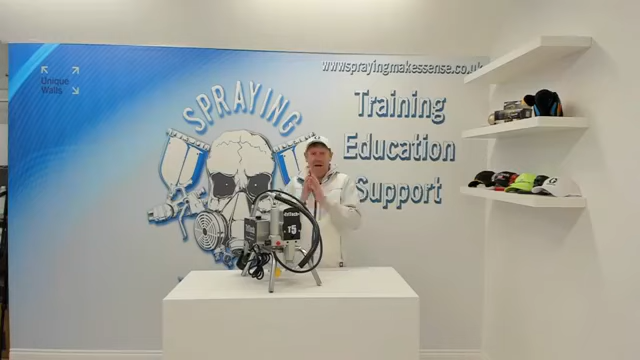 www.sprayingmakessense.co.uk
Unique
Walls
SPRAYING
Training
Education
Support
15